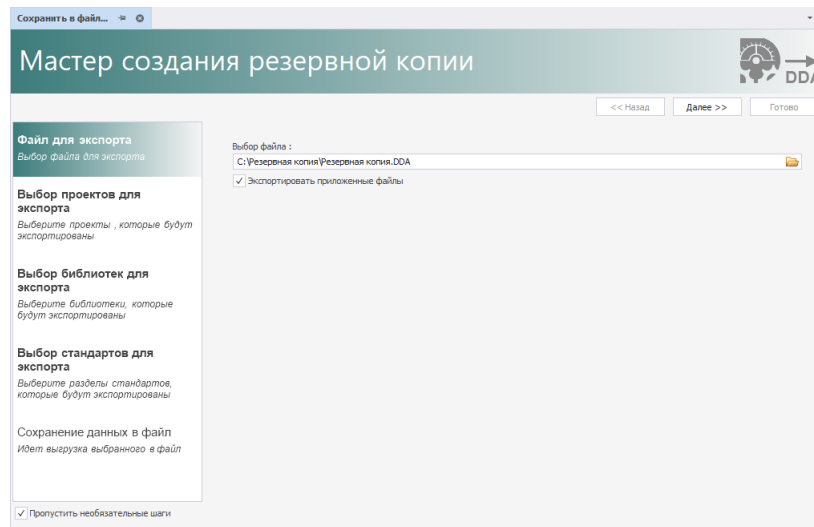 Сохранить в файл...
Мастер создания резервной копии
DDA
<< Назад
Далее >>
Готово
Файл для экспорта
Выбор файла для экспорта
Выбор проектов для
экспорта
Выберите проекты , которые будут
экспортированы
Выбор библиотек для
экспорта
Выберите библиотеки, которые
будут экспортированы
Выбор стандартов для
экспорта
Выберите разделы стандартов,
которые будут экспортированы
Сохранение данных в файл
Идет выгрузка выбранного в файл
Пропустить необязательные шаги
Выбор файла :
C:\Резервная копия\Резервная копия.DDA
Экспортировать приложенные файлы